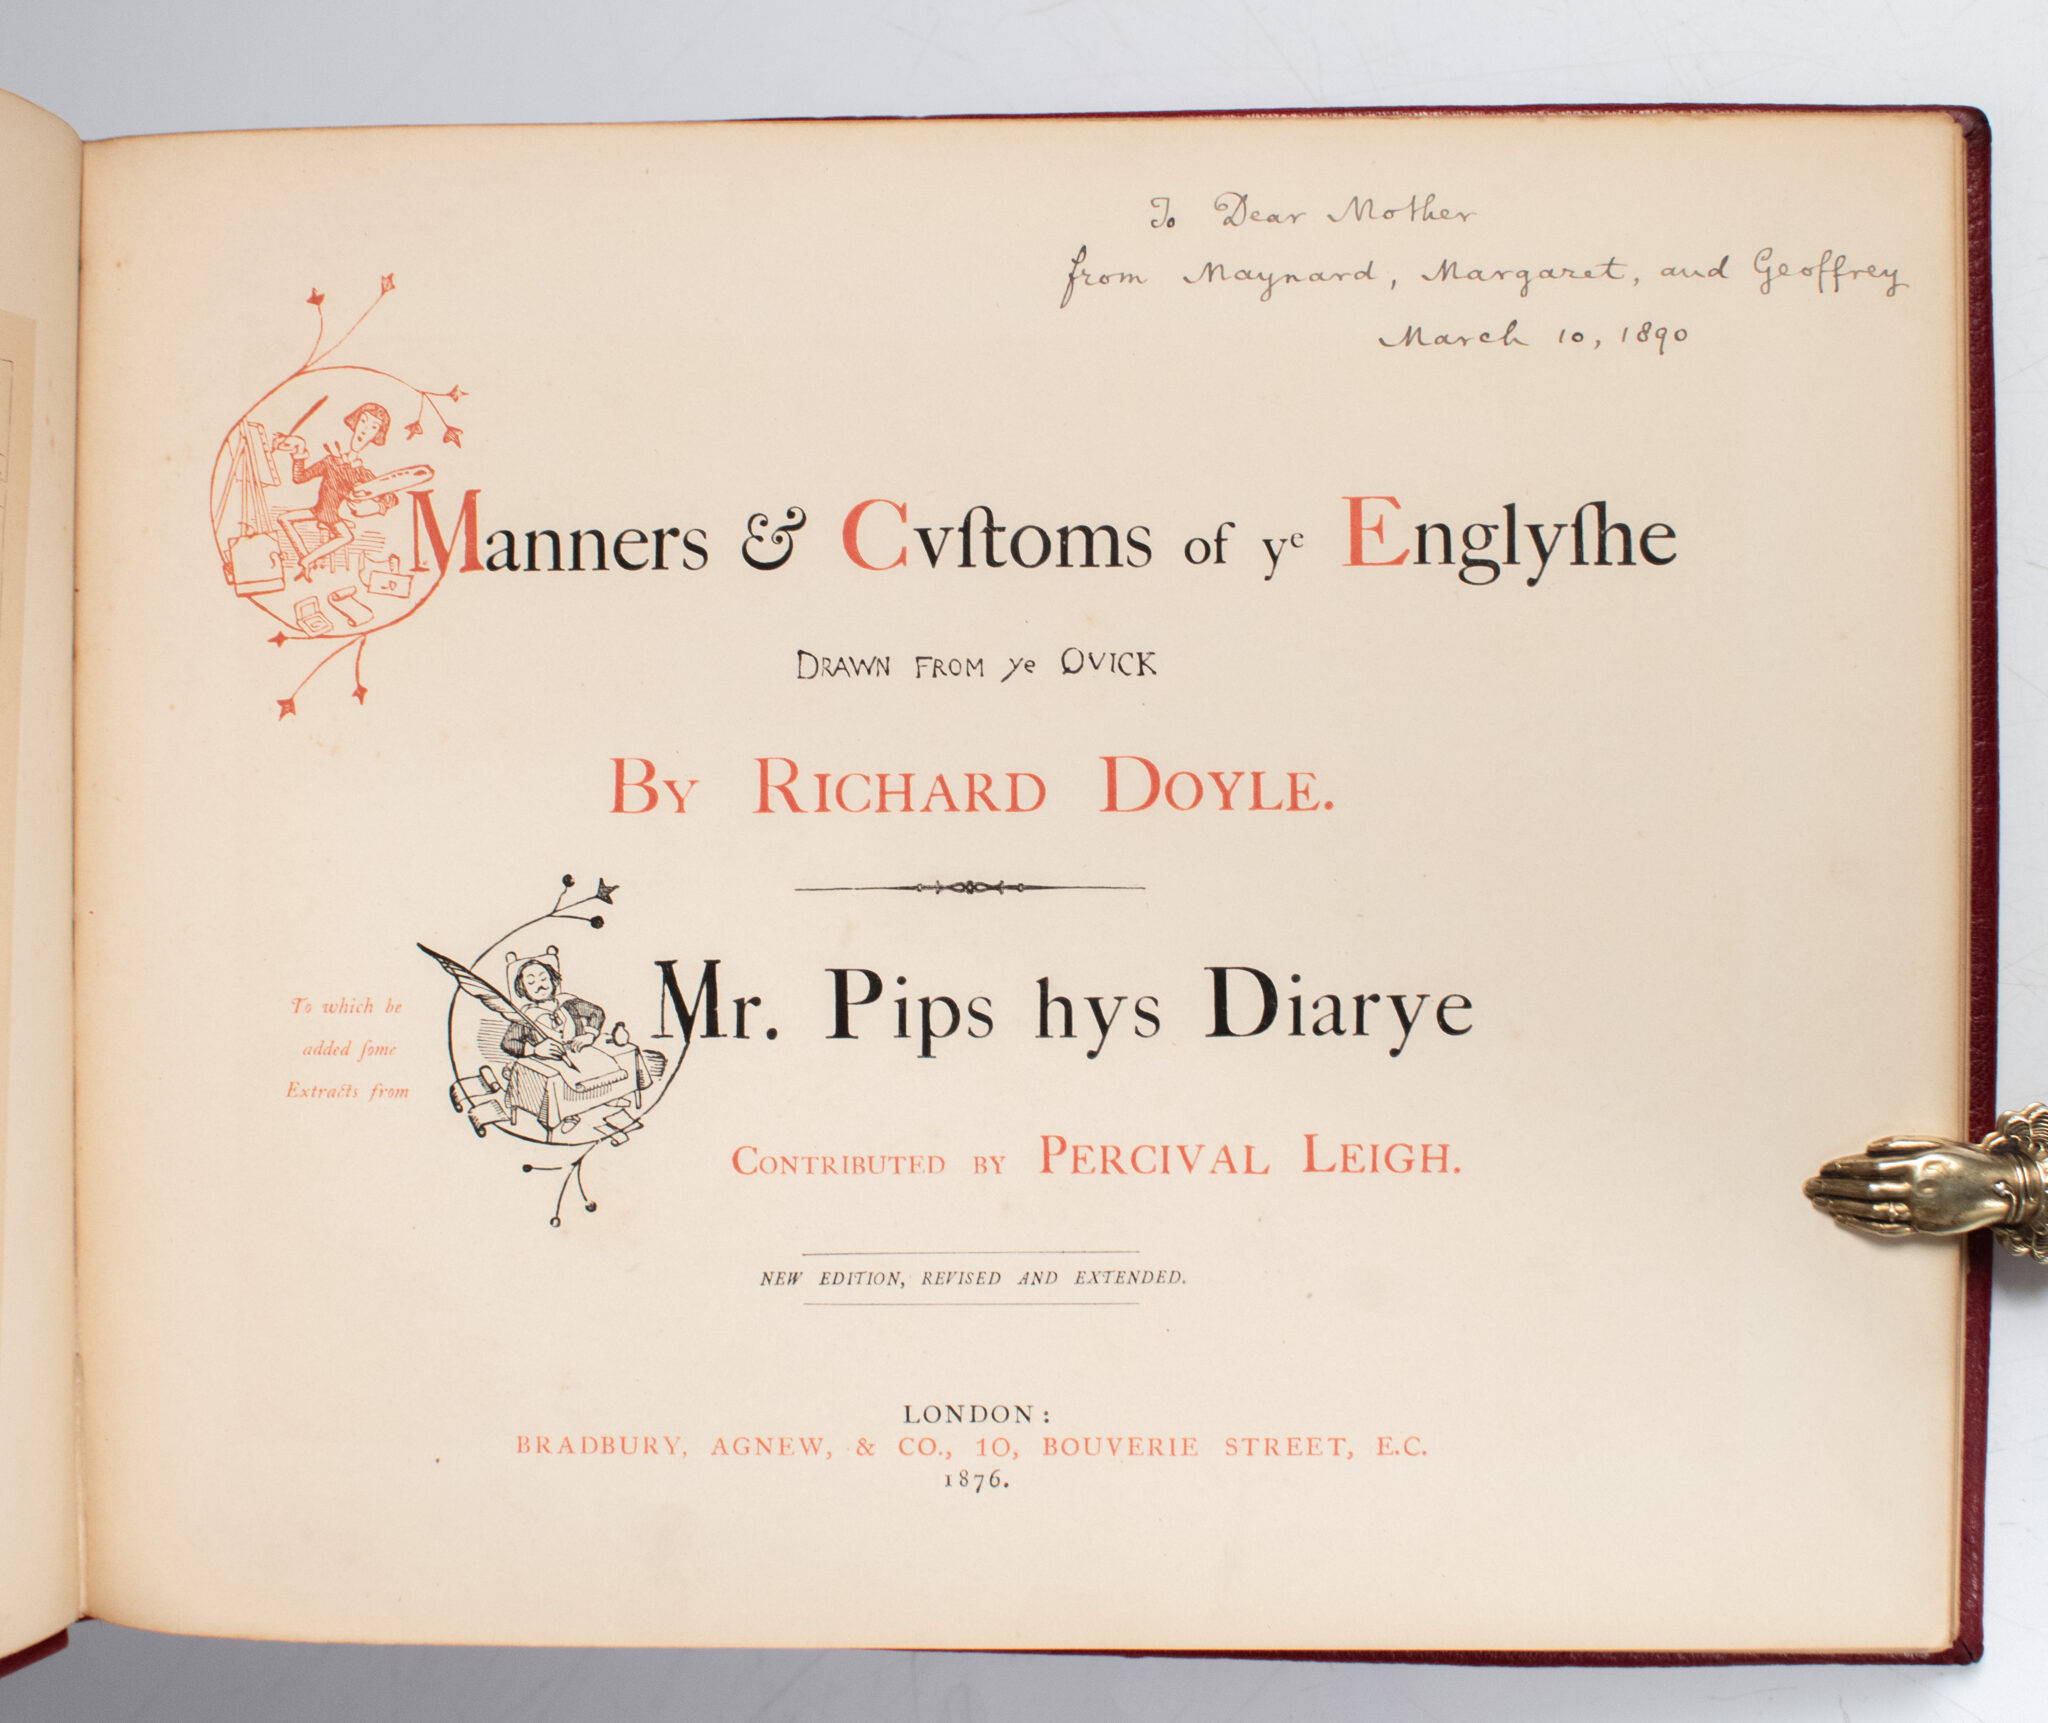 To Dear Mother
from Maynard, Margaret, and Geoffrey
March 10, 1890
Manners & Cvſtoms of yᵉ Englyſhe
DRAWN FROM ye QVICK
BY RICHARD DOYLE.
To which be
added ſome
Extracts from
Mr. Pips hys Diarye
CONTRIBUTED BY PERCIVAL LEIGH.
NEW EDITION, REVISED AND EXTENDED.
LONDON:
BRADBURY, AGNEW, & CO., 10, BOUVERIE STREET, E.C.
1876.